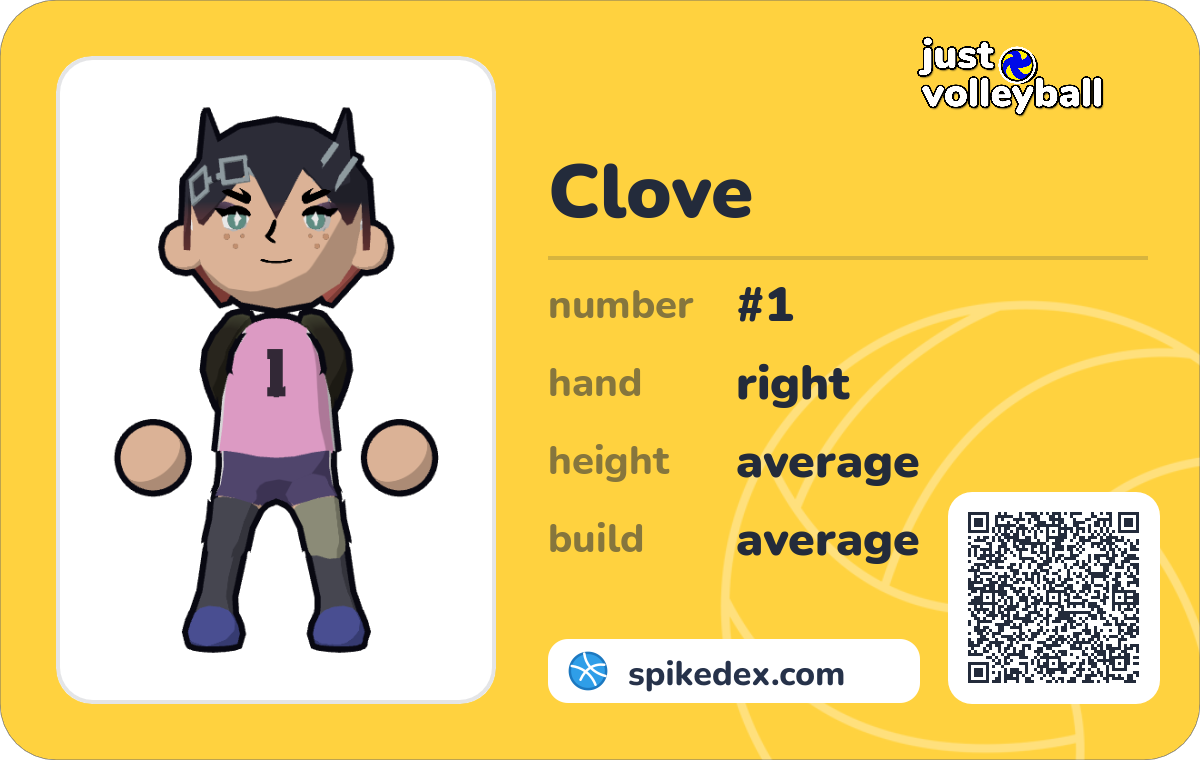 just
volleyball
Clove
number #1
hand right
height average
build average
1
spikedex.com